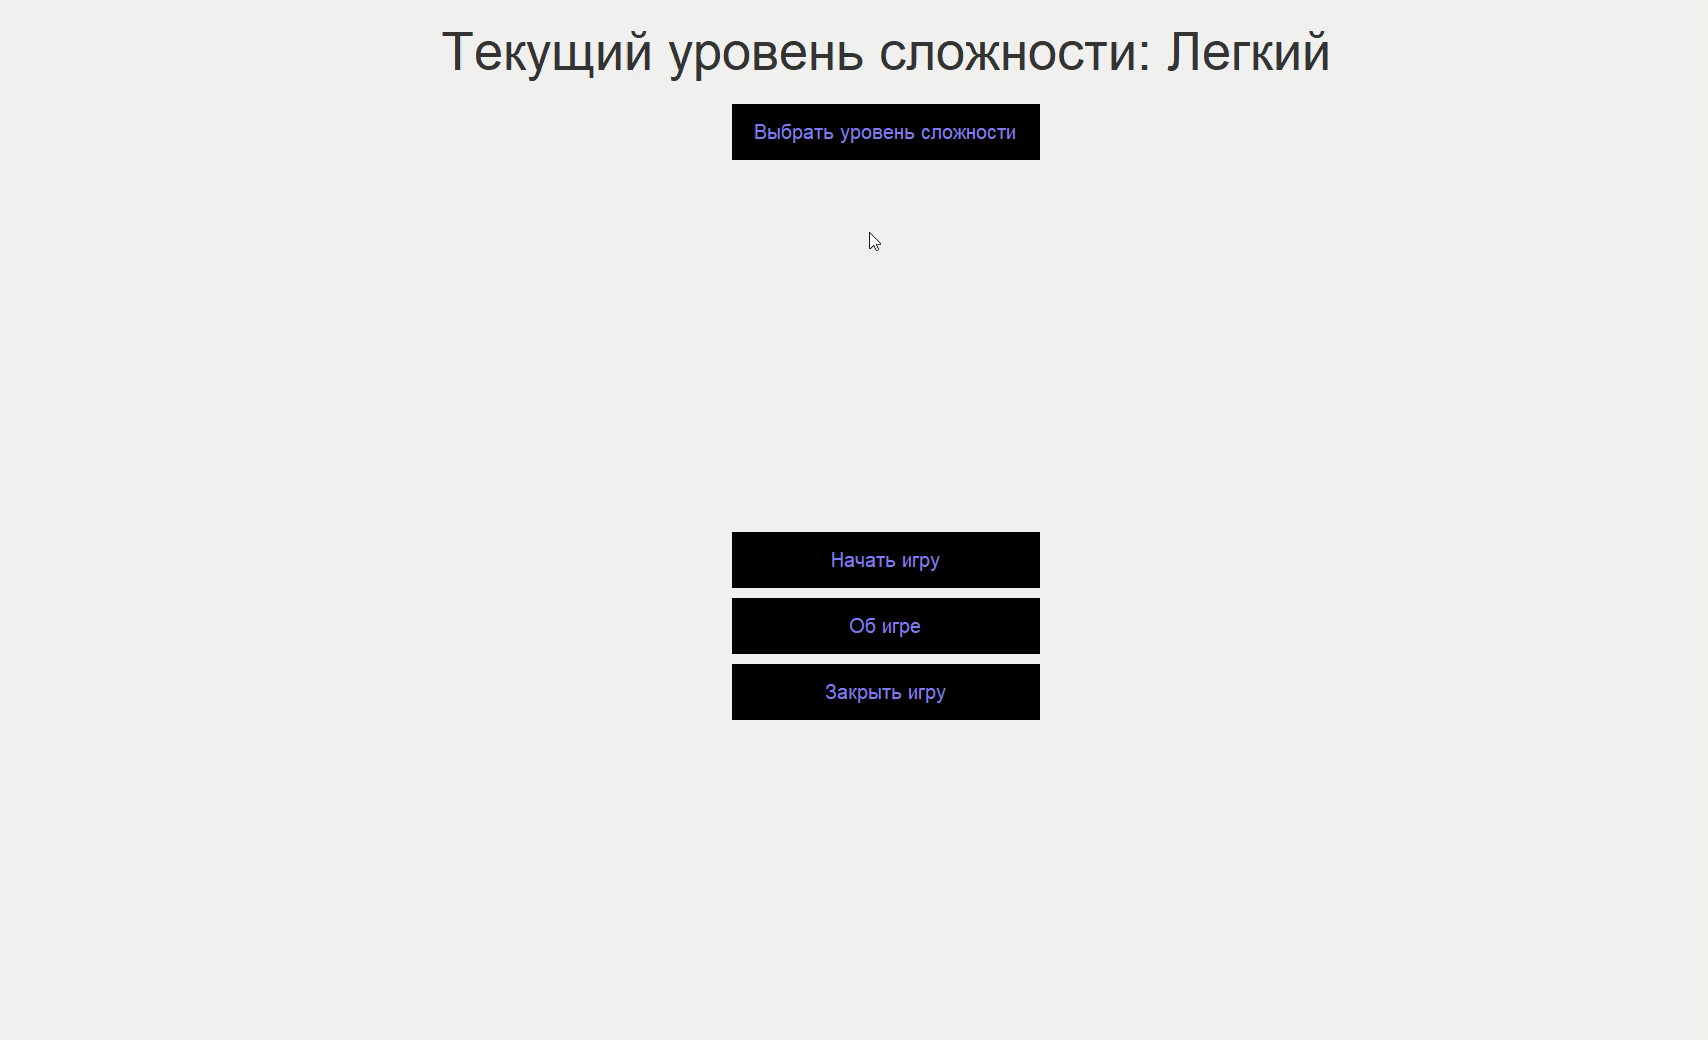 Текущий уровень сложности: Легкий
Выбрать уровень сложности
Начать игру
Об игре
Закрыть игру